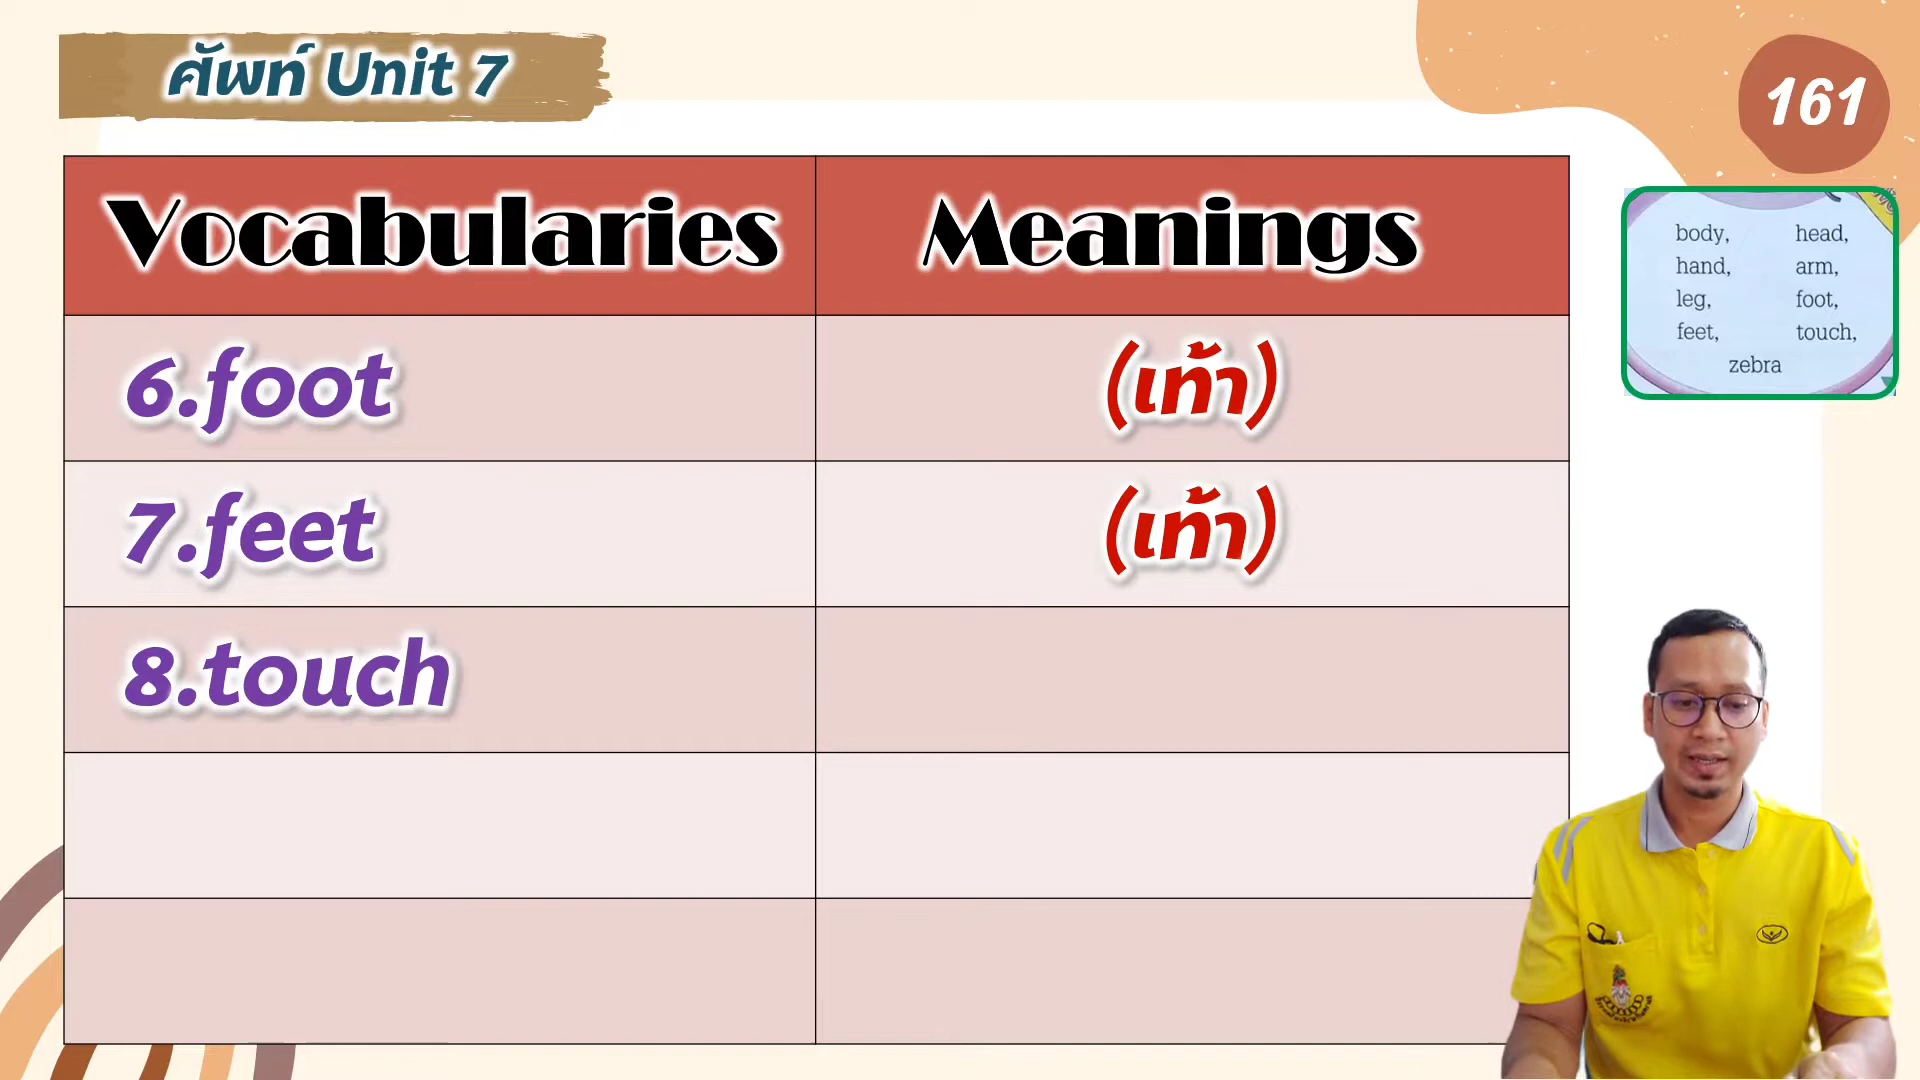 ศัพท์ Unit 7
161
Vocabularies Meanings
6.foot (เท้า)
7.feet (เท้า)
8.touch
body, head,
hand, arm,
leg, foot,
feet, touch,
zebra